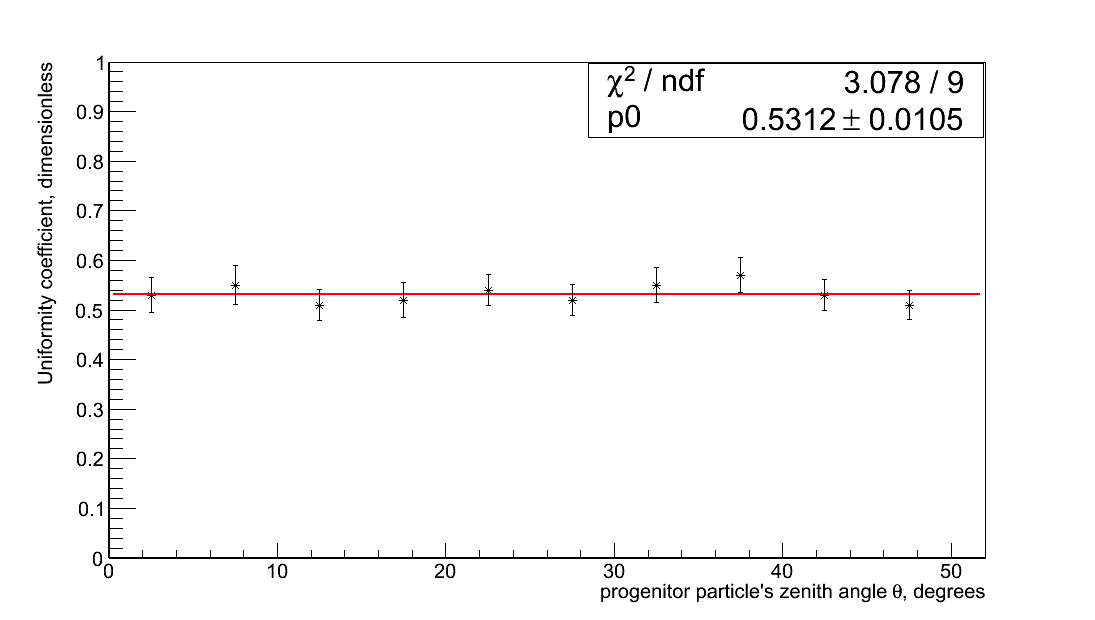 χ² / ndf 3.078 / 9
p0 0.5312 ± 0.0105
Uniformity coefficient, dimensionless
1
0.9
0.8
0.7
0.6
0.5
0.4
0.3
0.2
0.1
0
0 10 20 30 40 50
progenitor particle's zenith angle θ, degrees